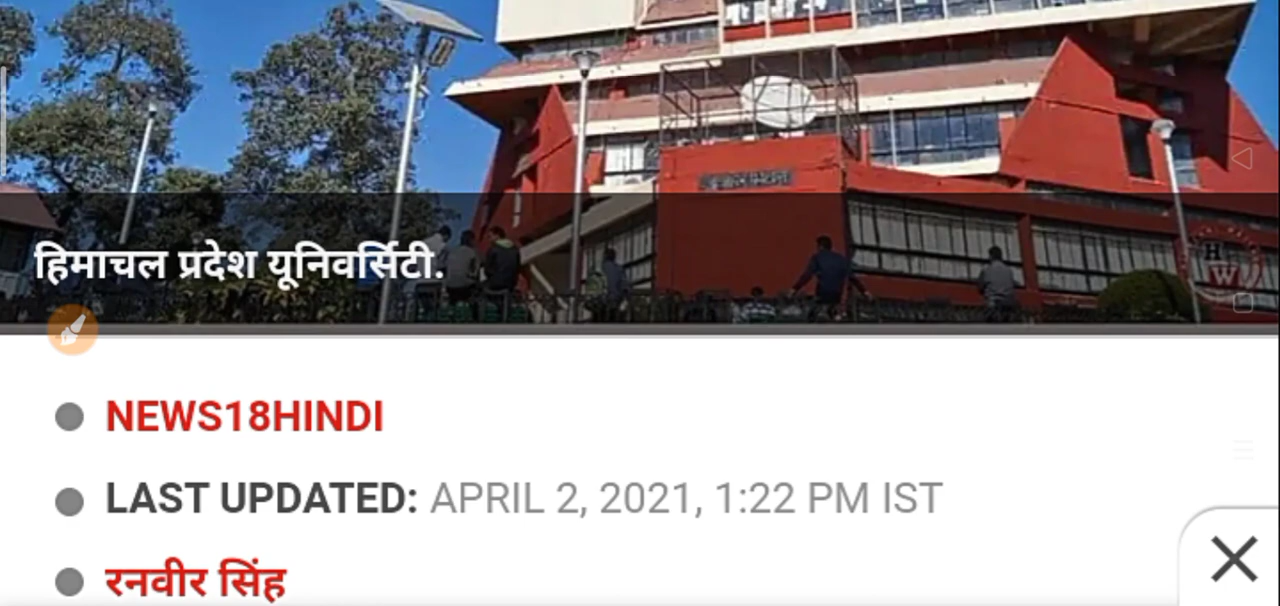 हिमाचल प्रदेश यूनिवर्सिटी.
H
W
NEWS18HINDI
LAST UPDATED: APRIL 2, 2021, 1:22 PM IST
रनवीर सिंह